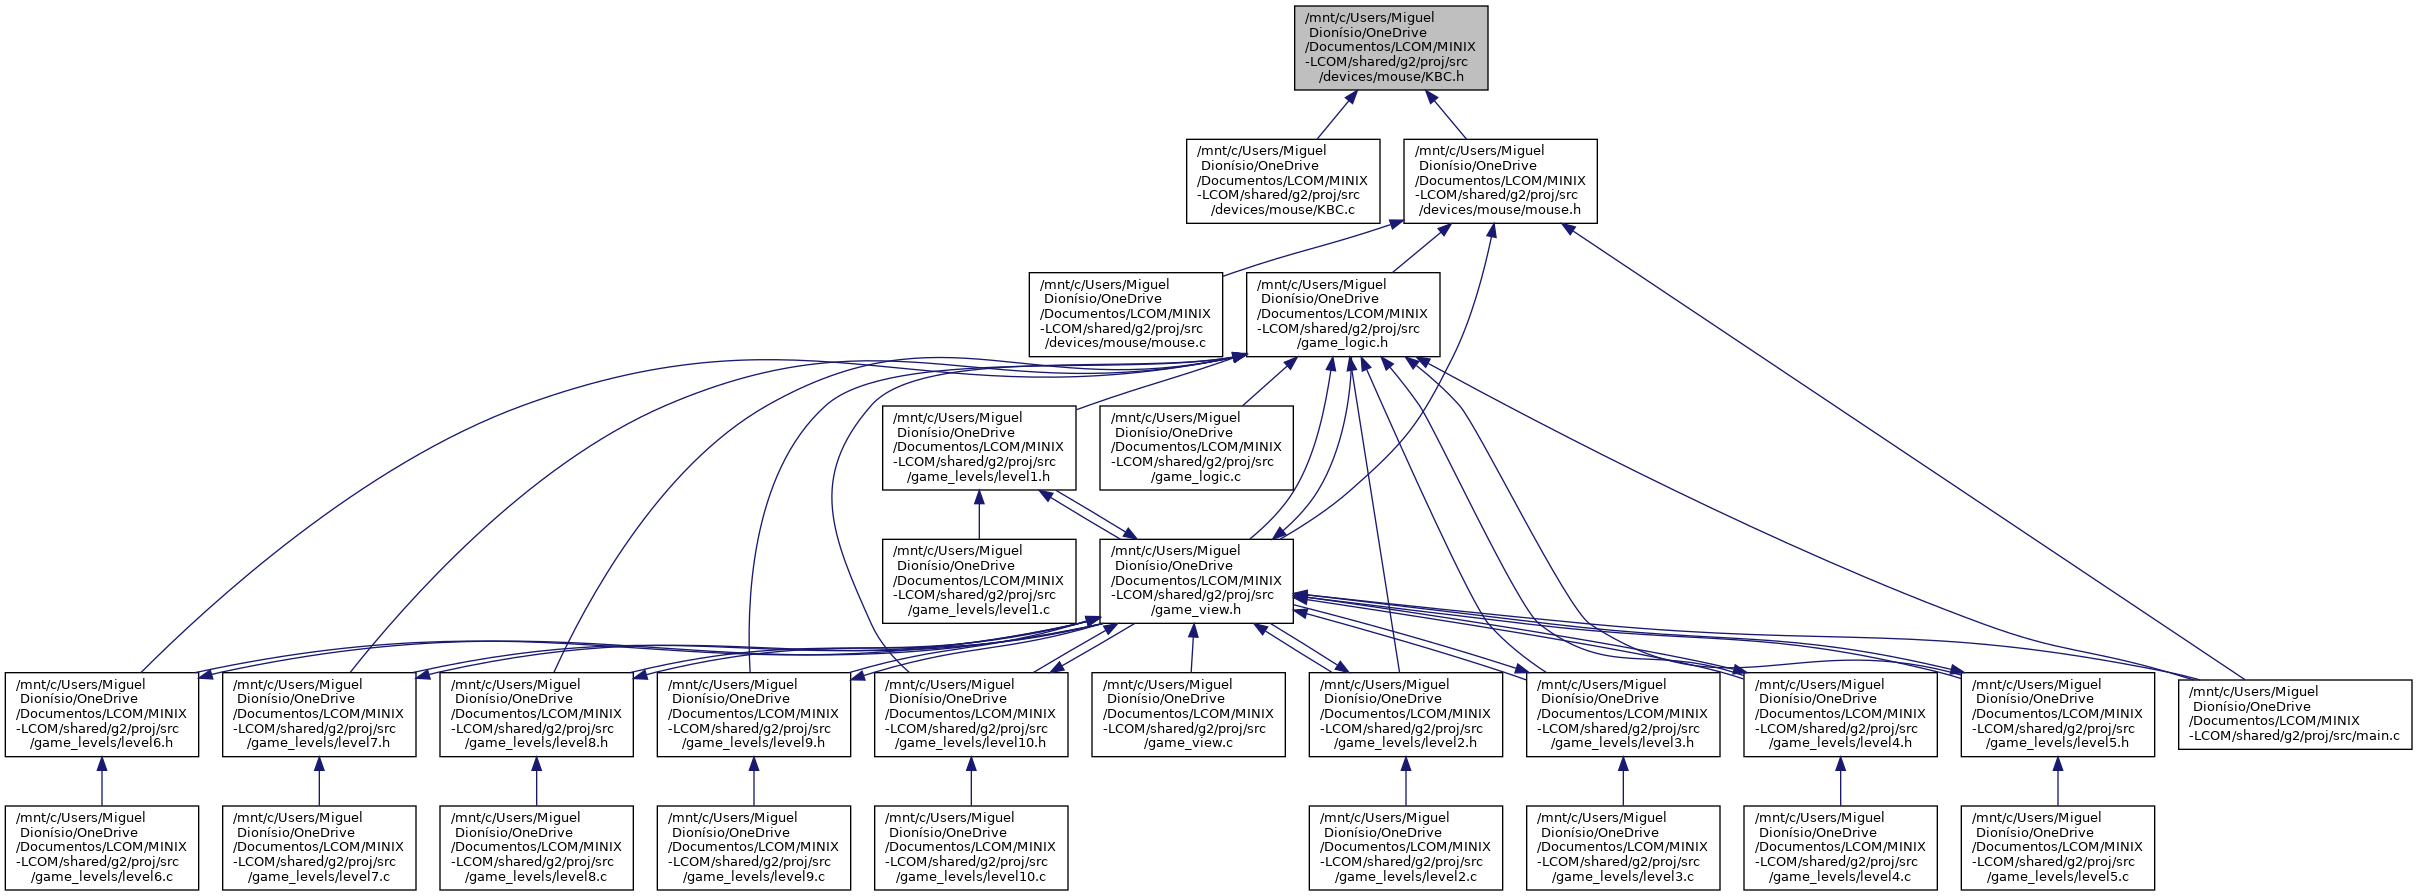 /mnt/c/Users/Miguel
Dionísio/OneDrive
/Documentos/LCOM/MINIX
-LCOM/shared/g2/proj/src
/devices/mouse/KBC.h
/mnt/c/Users/Miguel
Dionísio/OneDrive
/Documentos/LCOM/MINIX
-LCOM/shared/g2/proj/src
/devices/mouse/KBC.c
/mnt/c/Users/Miguel
Dionísio/OneDrive
/Documentos/LCOM/MINIX
-LCOM/shared/g2/proj/src
/devices/mouse/mouse.h
/mnt/c/Users/Miguel
Dionísio/OneDrive
/Documentos/LCOM/MINIX
-LCOM/shared/g2/proj/src
/devices/mouse/mouse.c
/mnt/c/Users/Miguel
Dionísio/OneDrive
/Documentos/LCOM/MINIX
-LCOM/shared/g2/proj/src
/game_logic.h
/mnt/c/Users/Miguel
Dionísio/OneDrive
/Documentos/LCOM/MINIX
-LCOM/shared/g2/proj/src
/game_levels/level1.h
/mnt/c/Users/Miguel
Dionísio/OneDrive
/Documentos/LCOM/MINIX
-LCOM/shared/g2/proj/src
/game_logic.c
/mnt/c/Users/Miguel
Dionísio/OneDrive
/Documentos/LCOM/MINIX
-LCOM/shared/g2/proj/src
/game_levels/level1.c
/mnt/c/Users/Miguel
Dionísio/OneDrive
/Documentos/LCOM/MINIX
-LCOM/shared/g2/proj/src
/game_view.h
/mnt/c/Users/Miguel
Dionísio/OneDrive
/Documentos/LCOM/MINIX
-LCOM/shared/g2/proj/src
/game_levels/level6.h
/mnt/c/Users/Miguel
Dionísio/OneDrive
/Documentos/LCOM/MINIX
-LCOM/shared/g2/proj/src
/game_levels/level7.h
/mnt/c/Users/Miguel
Dionísio/OneDrive
/Documentos/LCOM/MINIX
-LCOM/shared/g2/proj/src
/game_levels/level8.h
/mnt/c/Users/Miguel
Dionísio/OneDrive
/Documentos/LCOM/MINIX
-LCOM/shared/g2/proj/src
/game_levels/level9.h
/mnt/c/Users/Miguel
Dionísio/OneDrive
/Documentos/LCOM/MINIX
-LCOM/shared/g2/proj/src
/game_levels/level10.h
/mnt/c/Users/Miguel
Dionísio/OneDrive
/Documentos/LCOM/MINIX
-LCOM/shared/g2/proj/src
/game_view.c
/mnt/c/Users/Miguel
Dionísio/OneDrive
/Documentos/LCOM/MINIX
-LCOM/shared/g2/proj/src
/game_levels/level2.h
/mnt/c/Users/Miguel
Dionísio/OneDrive
/Documentos/LCOM/MINIX
-LCOM/shared/g2/proj/src
/game_levels/level3.h
/mnt/c/Users/Miguel
Dionísio/OneDrive
/Documentos/LCOM/MINIX
-LCOM/shared/g2/proj/src
/game_levels/level4.h
/mnt/c/Users/Miguel
Dionísio/OneDrive
/Documentos/LCOM/MINIX
-LCOM/shared/g2/proj/src
/game_levels/level5.h
/mnt/c/Users/Miguel
Dionísio/OneDrive
/Documentos/LCOM/MINIX
-LCOM/shared/g2/proj/src/main.c
/mnt/c/Users/Miguel
Dionísio/OneDrive
/Documentos/LCOM/MINIX
-LCOM/shared/g2/proj/src
/game_levels/level6.c
/mnt/c/Users/Miguel
Dionísio/OneDrive
/Documentos/LCOM/MINIX
-LCOM/shared/g2/proj/src
/game_levels/level7.c
/mnt/c/Users/Miguel
Dionísio/OneDrive
/Documentos/LCOM/MINIX
-LCOM/shared/g2/proj/src
/game_levels/level8.c
/mnt/c/Users/Miguel
Dionísio/OneDrive
/Documentos/LCOM/MINIX
-LCOM/shared/g2/proj/src
/game_levels/level9.c
/mnt/c/Users/Miguel
Dionísio/OneDrive
/Documentos/LCOM/MINIX
-LCOM/shared/g2/proj/src
/game_levels/level10.c
/mnt/c/Users/Miguel
Dionísio/OneDrive
/Documentos/LCOM/MINIX
-LCOM/shared/g2/proj/src
/game_levels/level2.c
/mnt/c/Users/Miguel
Dionísio/OneDrive
/Documentos/LCOM/MINIX
-LCOM/shared/g2/proj/src
/game_levels/level3.c
/mnt/c/Users/Miguel
Dionísio/OneDrive
/Documentos/LCOM/MINIX
-LCOM/shared/g2/proj/src
/game_levels/level4.c
/mnt/c/Users/Miguel
Dionísio/OneDrive
/Documentos/LCOM/MINIX
-LCOM/shared/g2/proj/src
/game_levels/level5.c